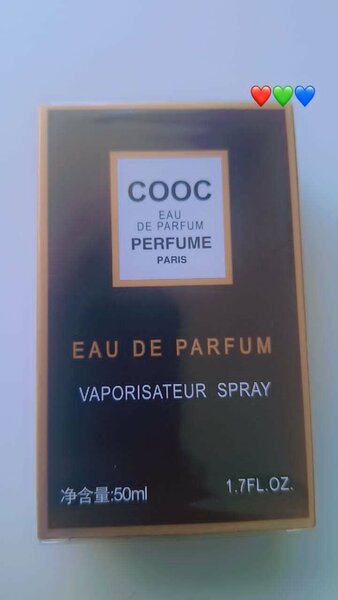 COOC
EAU
DE PARFUM
PERFUME
PARIS
EAU DE PARFUM
VAPORISATEUR SPRAY
净含量:50ml 1.7FL.OZ.